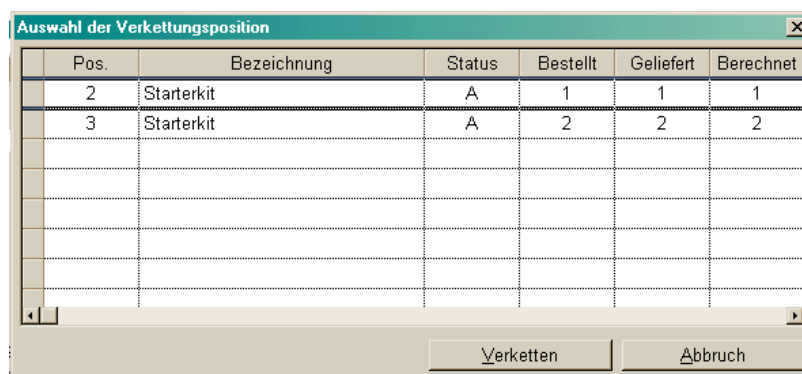 Auswahl der Verkettungsposition
Pos. Bezeichnung Status Bestellt Geliefert Berechnet
2 Starterkit A 1 1 1
3 Starterkit A 2 2 2
Verketten Abbruch